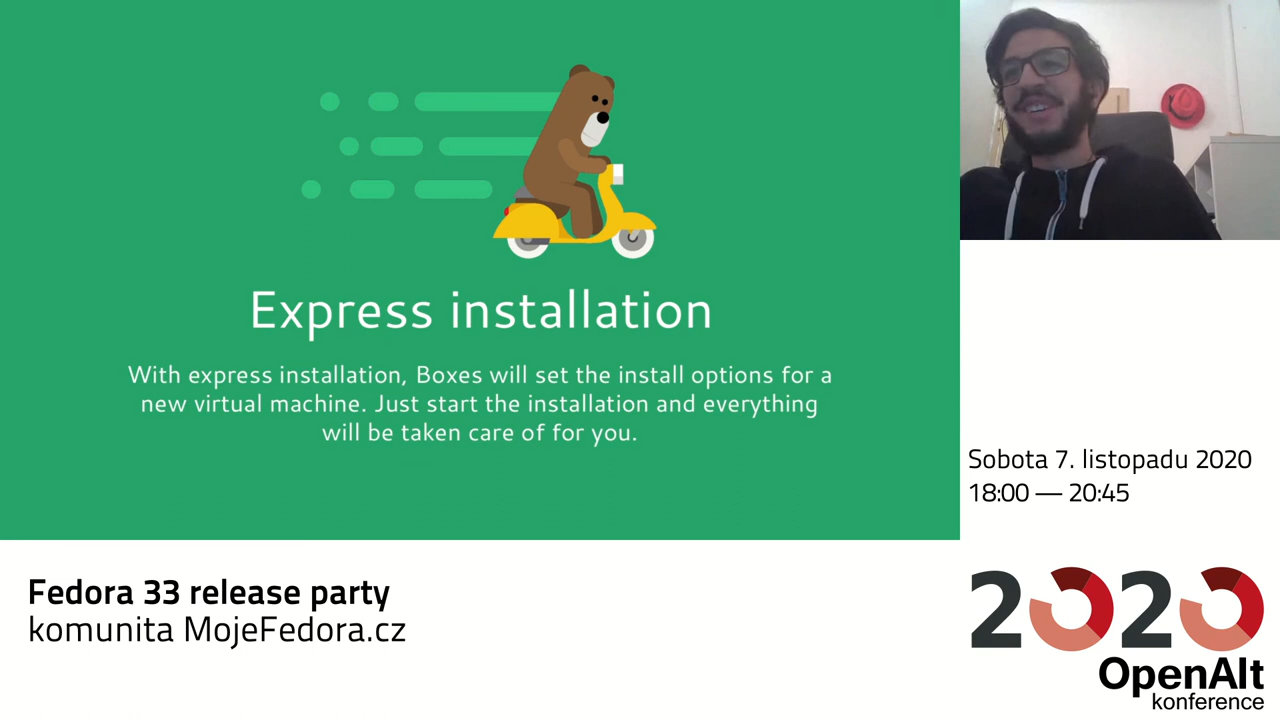 Express installation
With express installation, Boxes will set the install options for a
new virtual machine. Just start the installation and everything
will be taken care of for you.
Sobota 7. listopadu 2020
18:00 — 20:45
Fedora 33 release party
komunita MojeFedora.cz
2020
OpenAlt
konference